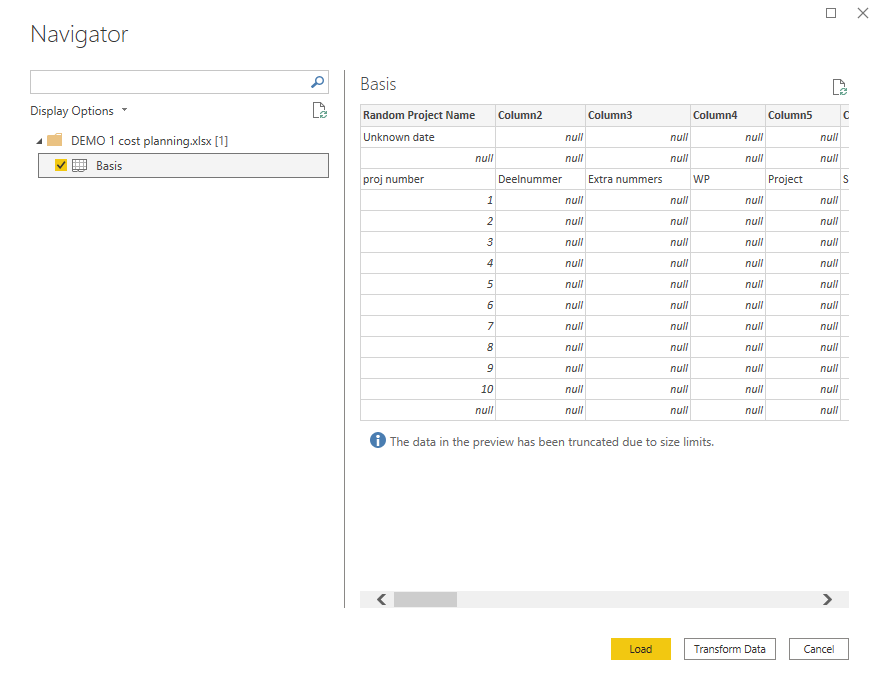 Navigator
Display Options
DEMO 1 cost planning.xlsx [1]
Basis
Basis
Random Project Name Column2 Column3 Column4 Column5 C
Unknown date null null null null
null null null null null
proj number Deelnummer Extra nummers WP Project S
1 null null null null
2 null null null null
3 null null null null
4 null null null null
5 null null null null
6 null null null null
7 null null null null
8 null null null null
9 null null null null
10 null null null null
null null null null null
The data in the preview has been truncated due to size limits.
Load Transform Data Cancel